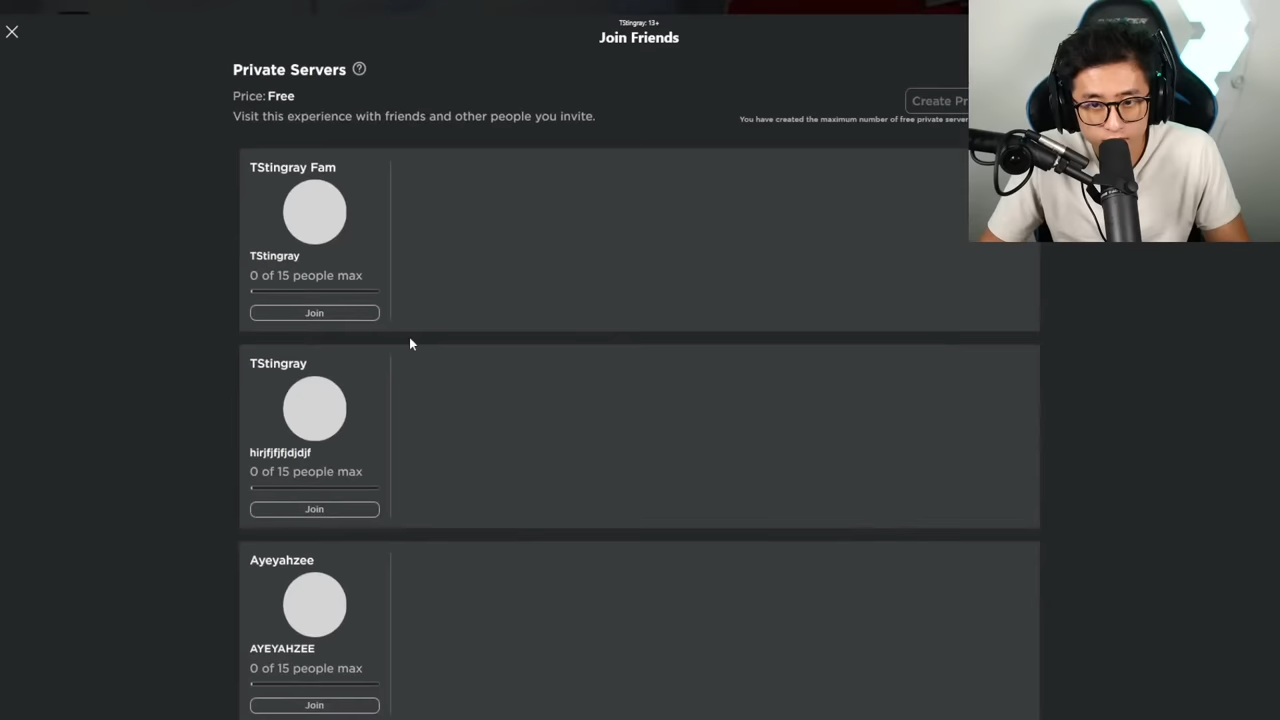 TStingray: 13+
Join Friends
Private Servers
Price: Free
Visit this experience with friends and other people you invite.
Create Pr
You have created the maximum number of free private server
TStingray Fam
TStingray
0 of 15 people max
Join
TStingray
hirjfjfjfjdjdjf
0 of 15 people max
Join
Ayeyahzee
AYEYAHZEE
0 of 15 people max
Join